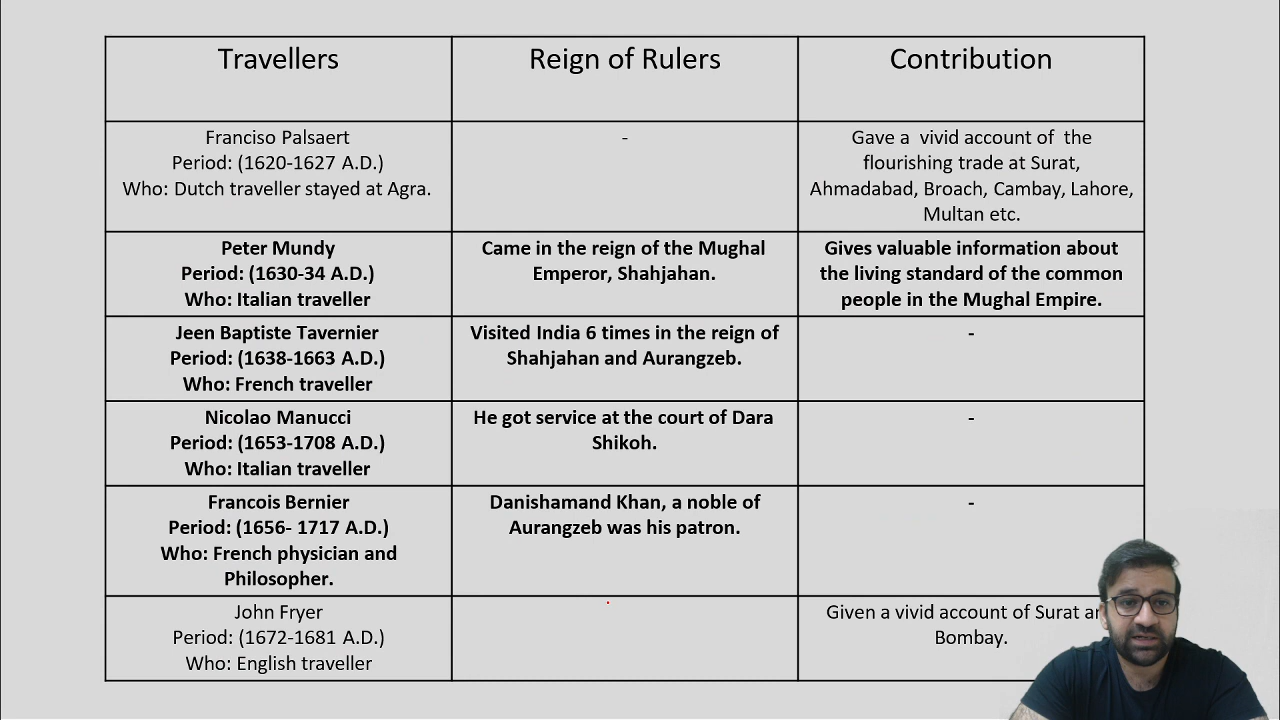 Travellers
Reign of Rulers
Contribution
Franciso Palsaert
Period: (1620-1627 A.D.)
Who: Dutch traveller stayed at Agra.
-
Gave a vivid account of the
flourishing trade at Surat,
Ahmadabad, Broach, Cambay, Lahore,
Multan etc.
Peter Mundy
Period: (1630-34 A.D.)
Who: Italian traveller
Came in the reign of the Mughal
Emperor, Shahjahan.
Gives valuable information about
the living standard of the common
people in the Mughal Empire.
Jeen Baptiste Tavernier
Period: (1638-1663 A.D.)
Who: French traveller
Visited India 6 times in the reign of
Shahjahan and Aurangzeb.
-
Nicolao Manucci
Period: (1653-1708 A.D.)
Who: Italian traveller
He got service at the court of Dara
Shikoh.
-
Francois Bernier
Period: (1656- 1717 A.D.)
Who: French physician and
Philosopher.
Danishamand Khan, a noble of
Aurangzeb was his patron.
-
John Fryer
Period: (1672-1681 A.D.)
Who: English traveller
Given a vivid account of Surat
Bombay.